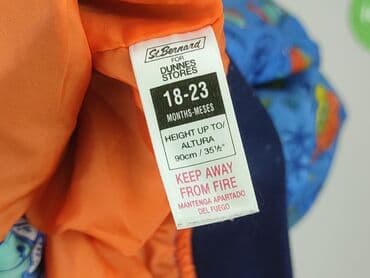 St. Bernard
FOR
DUNNES
STORES
18-23
MONTHS-MESES
HEIGHT UP TO/
ALTURA
90cm / 35½"
KEEP AWAY
FROM FIRE
MANTENGA APARTADO
DEL FUEGO